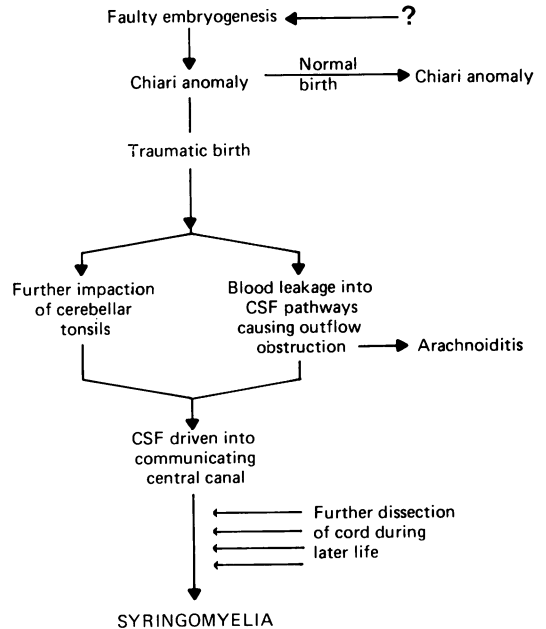 Faulty embryogenesis
?
Chiari anomaly
Normal
birth
Chiari anomaly
Traumatic birth
Further impaction
of cerebellar
tonsils
Blood leakage into
CSF pathways
causing outflow
obstruction
Arachnoiditis
CSF driven into
communicating
central canal
Further dissection
of cord during
later life
SYRINGOMYELIA